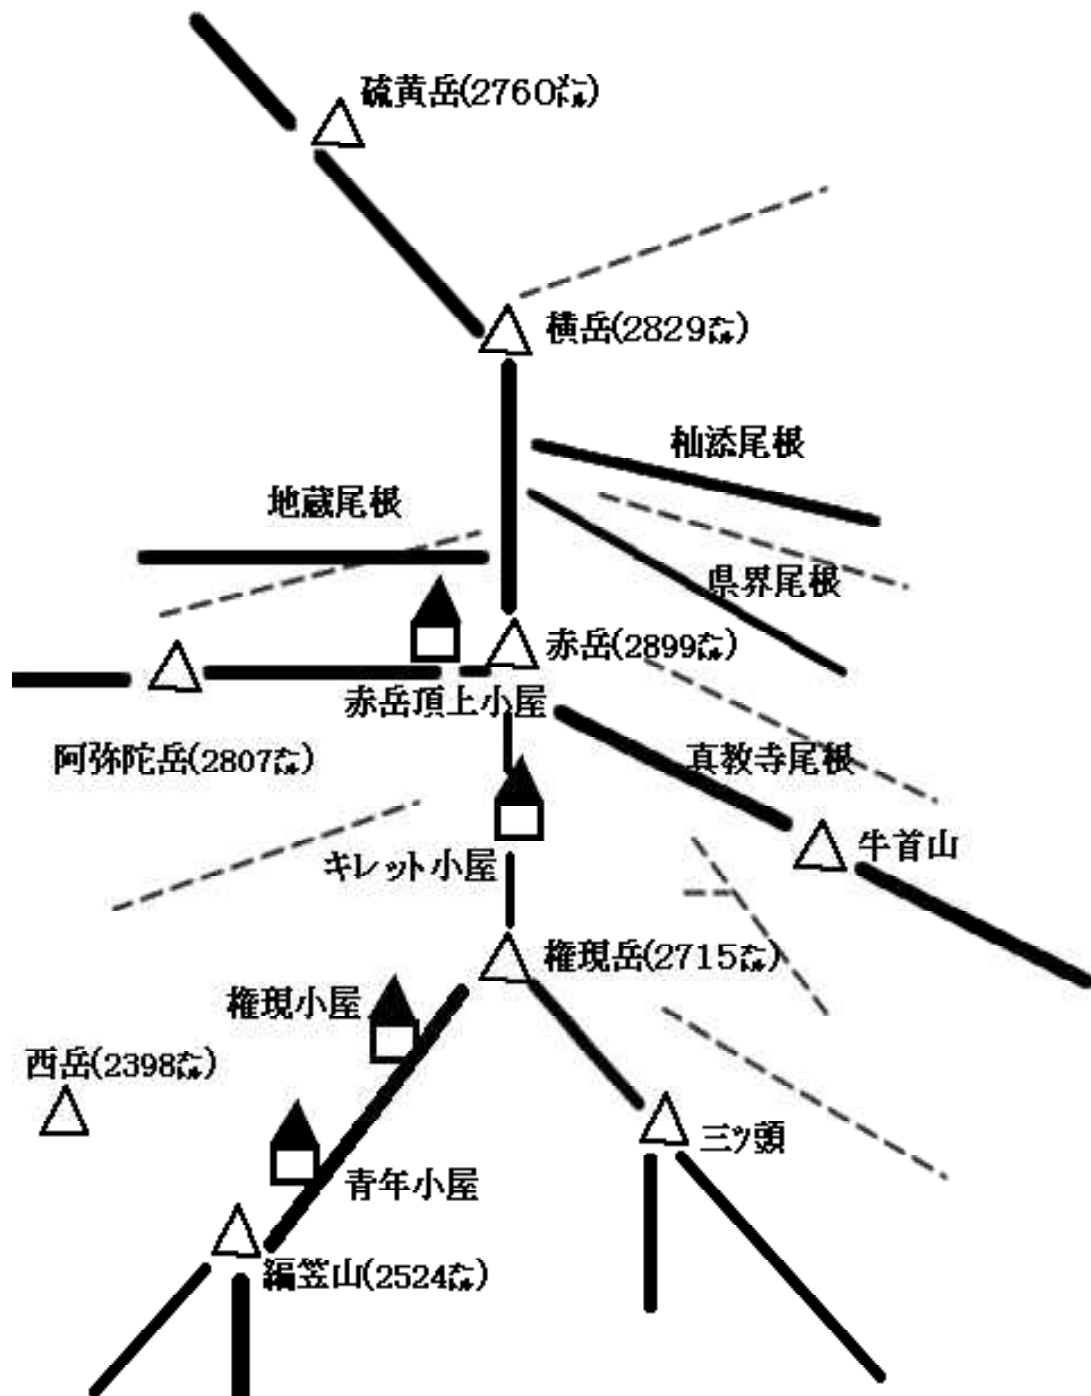 硫黄岳(2760㍍)
横岳(2829㍍)
杣添尾根
地蔵尾根
県界尾根
赤岳(2899㍍)
赤岳頂上小屋
阿弥陀岳(2807㍍)
真教寺尾根
牛首山
キレット小屋
権現岳(2715㍍)
権現小屋
西岳(2398㍍)
三ツ頭
青年小屋
編笠山(2524㍍)